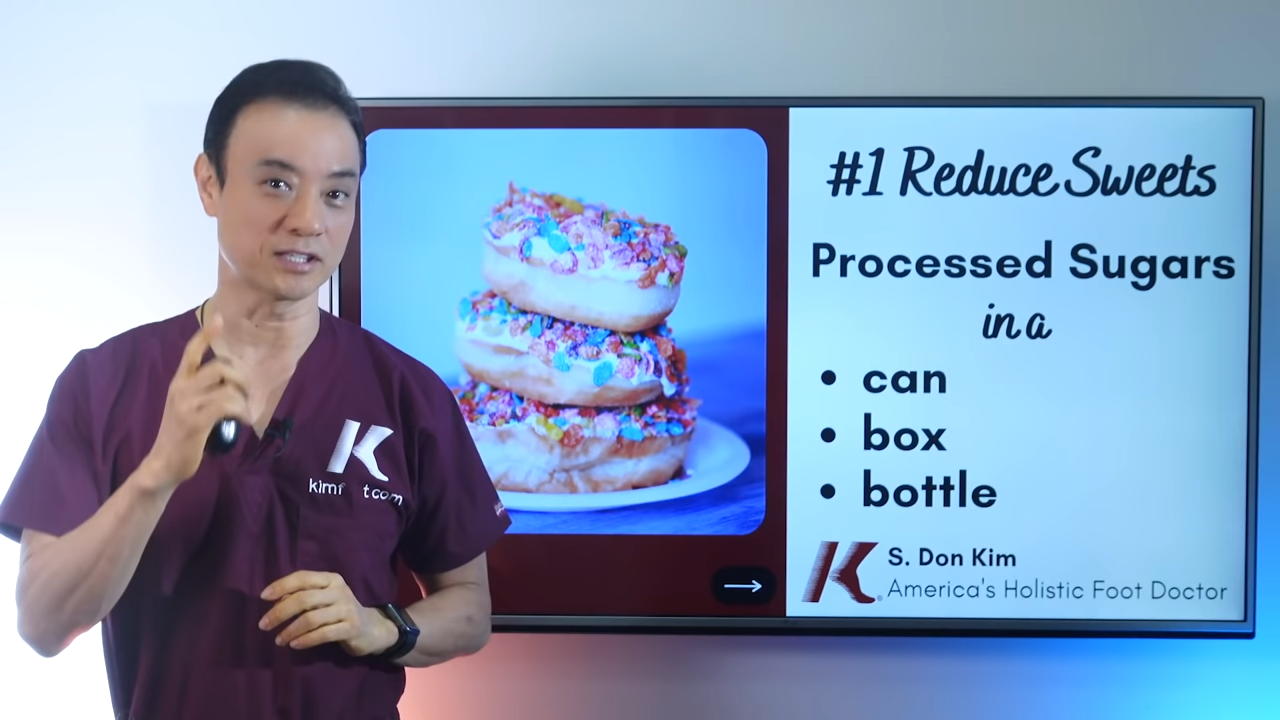 #1 Reduce Sweets
Processed Sugars
in a
• can
• box
• bottle
K S. Don Kim
America's Holistic Foot Doctor
K